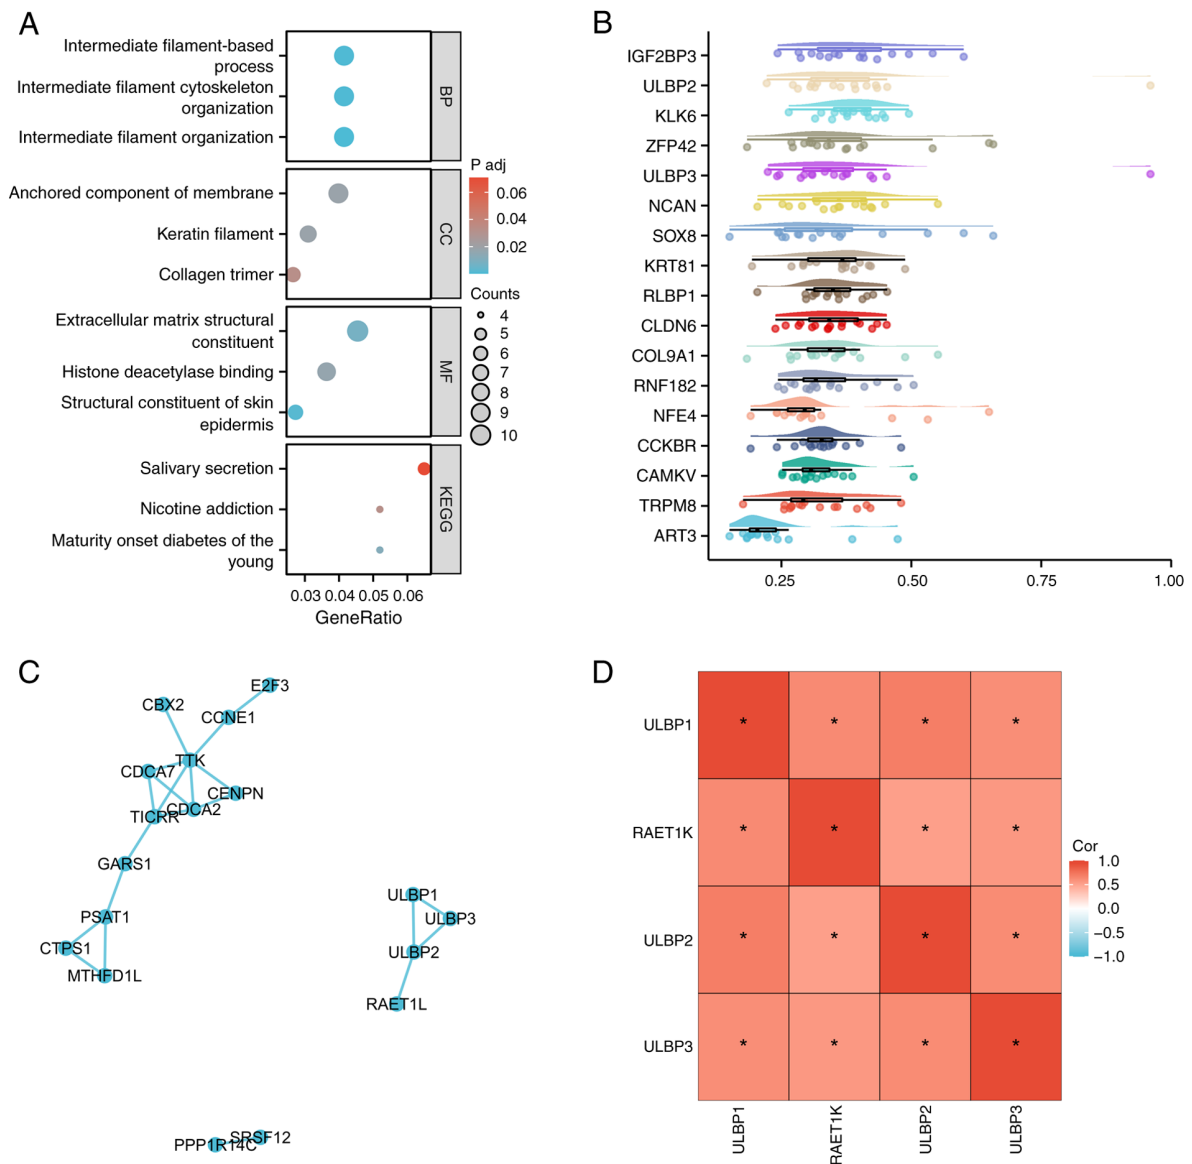 A
Intermediate filament-based
process
Intermediate filament cytoskeleton
organization
Intermediate filament organization
BP
Anchored component of membrane
Keratin filament
Collagen trimer
CC
Extracellular matrix structural
constituent
Histone deacetylase binding
Structural constituent of skin
epidermis
MF
Salivary secretion
Nicotine addiction
Maturity onset diabetes of the
young
KEGG
0.03 0.04 0.05 0.06
GeneRatio
P adj
0.06
0.04
0.02
Counts
4
5
6
7
8
9
10
B
IGF2BP3
ULBP2
KLK6
ZFP42
ULBP3
NCAN
SOX8
KRT81
RLBP1
CLDN6
COL9A1
RNF182
NFE4
CCKBR
CAMKV
TRPM8
ART3
0.25 0.50 0.75 1.00
C
E2F3
CBX2
CCNE1
TTK
CDCA7
CENPN
CDCA2
TICRR
GARS1
PSAT1
CTPS1
MTHFD1L
ULBP1
ULBP3
ULBP2
RAET1L
SRSF12
PPP1R14C
D
ULBP1 * * * *
RAET1K * * * *
ULBP2 * * * *
ULBP3 * * * *
ULBP1 RAET1K ULBP2 ULBP3
Cor
1.0
0.5
0.0
−0.5
−1.0